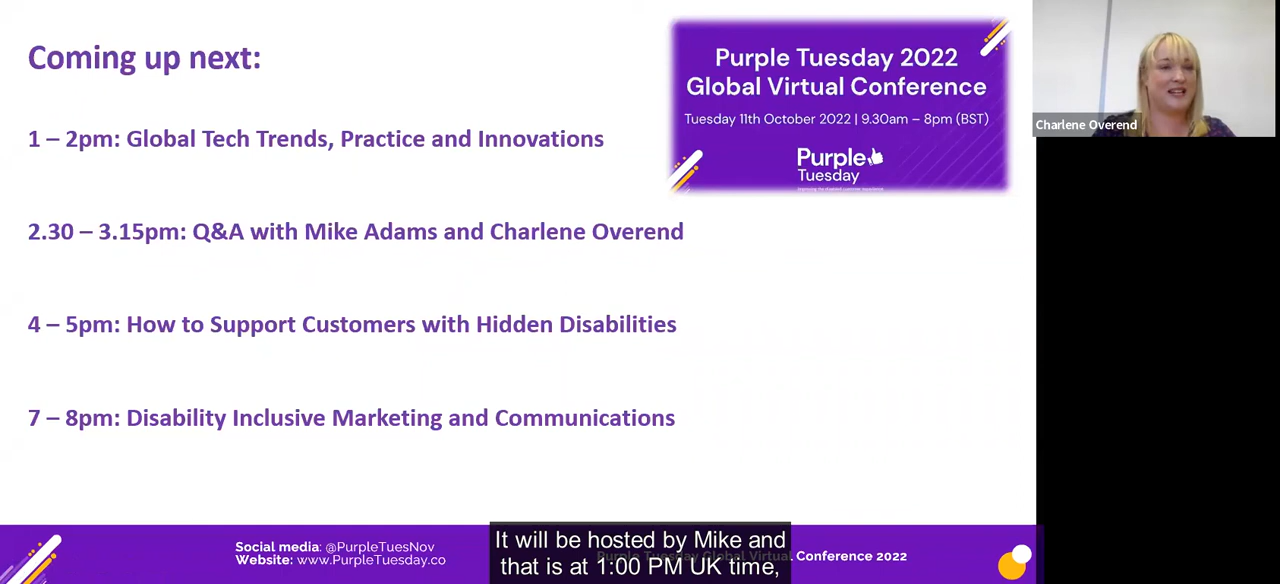 Coming up next:
Purple Tuesday 2022
Global Virtual Conference
Tuesday 11th October 2022 | 9.30am – 8pm (BST)
Purple
Tuesday
Charlene Overend
1 – 2pm: Global Tech Trends, Practice and Innovations
2.30 – 3.15pm: Q&A with Mike Adams and Charlene Overend
4 – 5pm: How to Support Customers with Hidden Disabilities
7 – 8pm: Disability Inclusive Marketing and Communications
Social media: @PurpleTuesNov
Website: www.PurpleTuesday.co
It will be hosted by Mike and
that is at 1:00 PM UK time,
Purple Tuesday Global Virtual Conference 2022